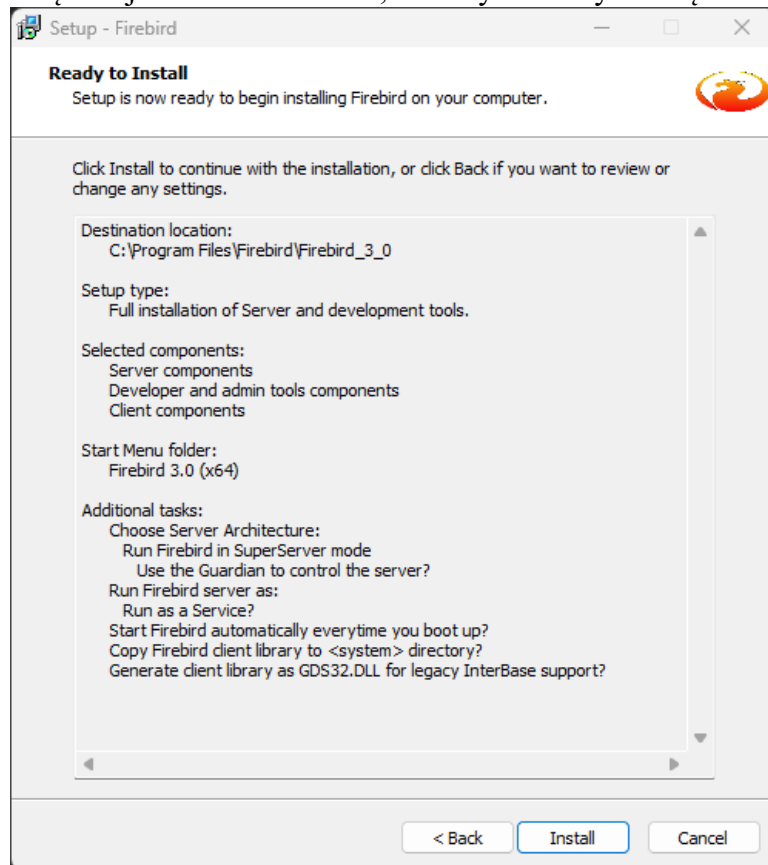 Setup - Firebird
Ready to Install
Setup is now ready to begin installing Firebird on your computer.
Click Install to continue with the installation, or click Back if you want to review or
change any settings.
Destination location:
C:\Program Files\Firebird\Firebird_3_0
Setup type:
Full installation of Server and development tools.
Selected components:
Server components
Developer and admin tools components
Client components
Start Menu folder:
Firebird 3.0 (x64)
Additional tasks:
Choose Server Architecture:
Run Firebird in SuperServer mode
Use the Guardian to control the server?
Run Firebird server as:
Run as a Service?
Start Firebird automatically everytime you boot up?
Copy Firebird client library to <system> directory?
Generate client library as GDS32.DLL for legacy InterBase support?
< Back
Install
Cancel